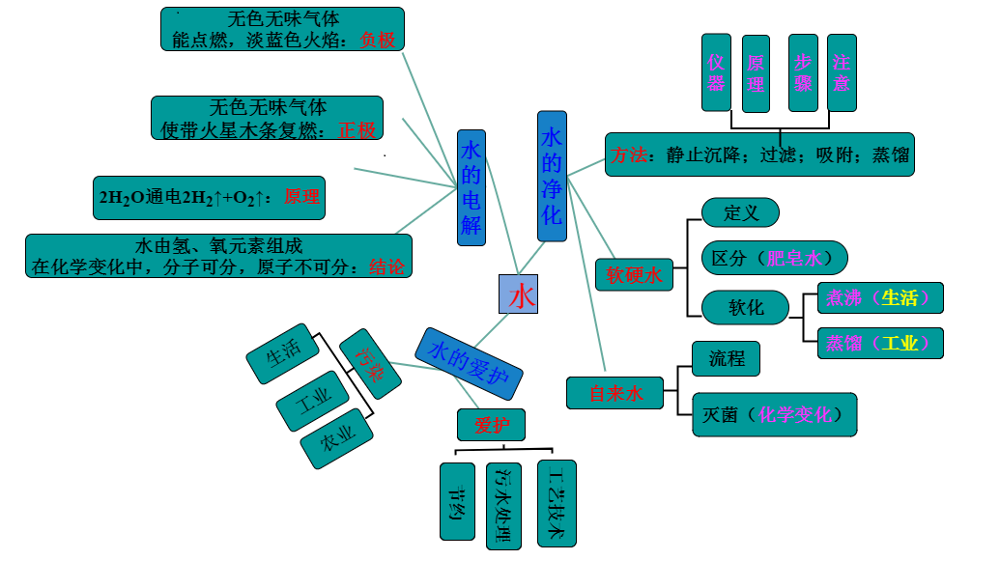 无色无味气体
能点燃，淡蓝色火焰：负极
无色无味气体
使带火星木条复燃：正极
2H₂O通电2H₂↑+O₂↑：原理
水由氢、氧元素组成
在化学变化中，分子可分，原子不可分：结论
水的电解
水的净化
仪器
原理
步骤
注意
方法：静止沉降；过滤；吸附；蒸馏
软硬水
定义
区分（肥皂水）
软化
煮沸（生活）
蒸馏（工业）
自来水
流程
灭菌（化学变化）
水
水的爱护
污染
生活
工业
农业
爱护
节约
污水处理
工艺技术